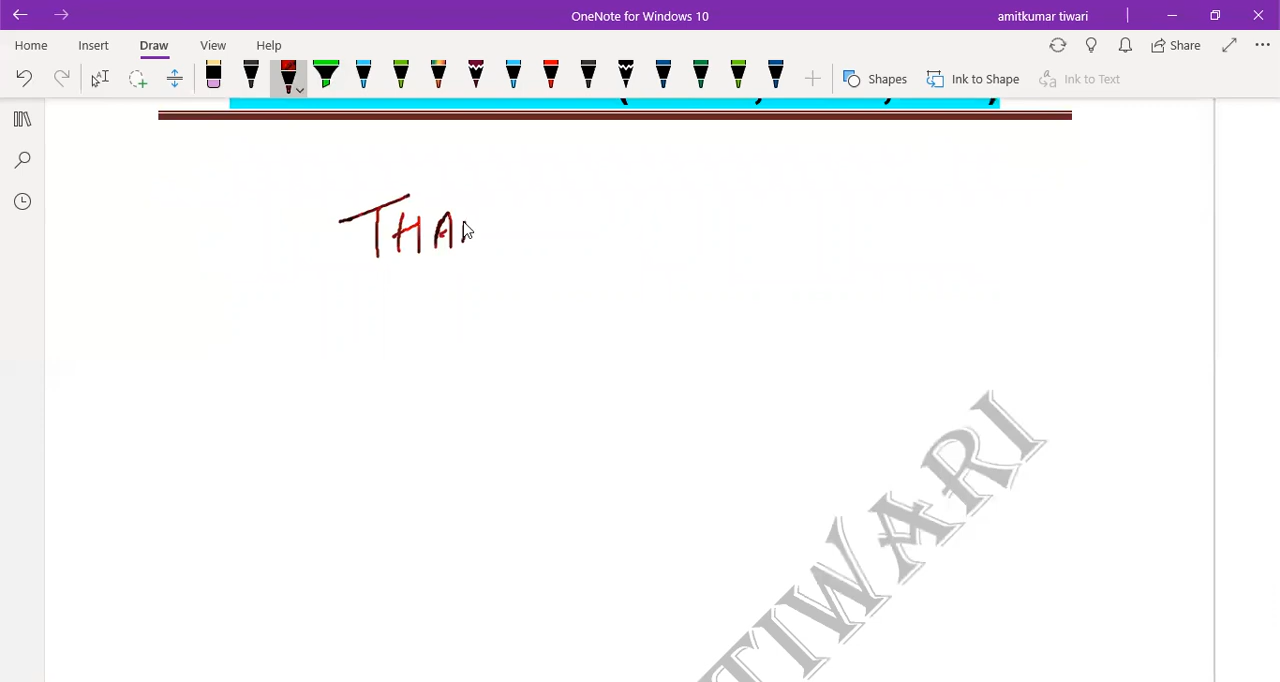 OneNote for Windows 10
amitkumar tiwari
Home Insert Draw View Help
Share
Shapes
Ink to Shape
Ink to Text
THA
TIWARI